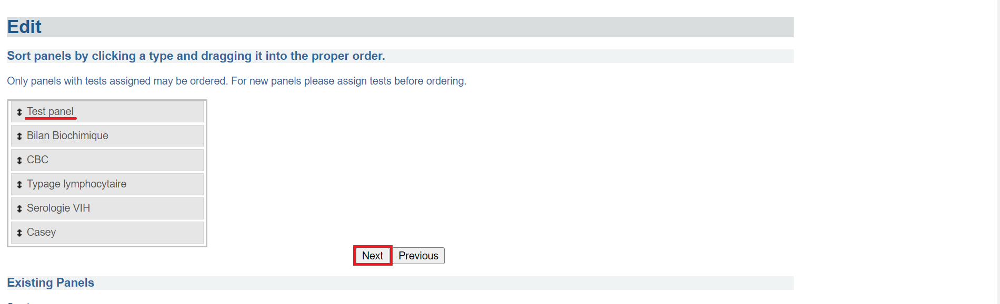 Edit
Sort panels by clicking a type and dragging it into the proper order.
Only panels with tests assigned may be ordered. For new panels please assign tests before ordering.
Test panel
Bilan Biochimique
CBC
Typage lymphocytaire
Serologie VIH
Casey
Next Previous
Existing Panels